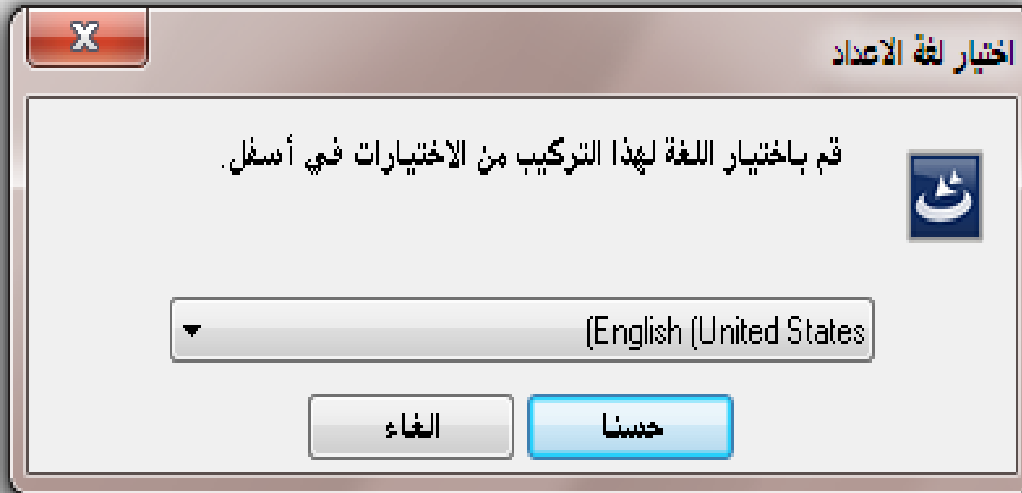 اختيار لغة الاعداد
قم باختيار اللغة لهذا التركيب من الاختيارات في أسفل.
(English (United States
حسنا
الغاء